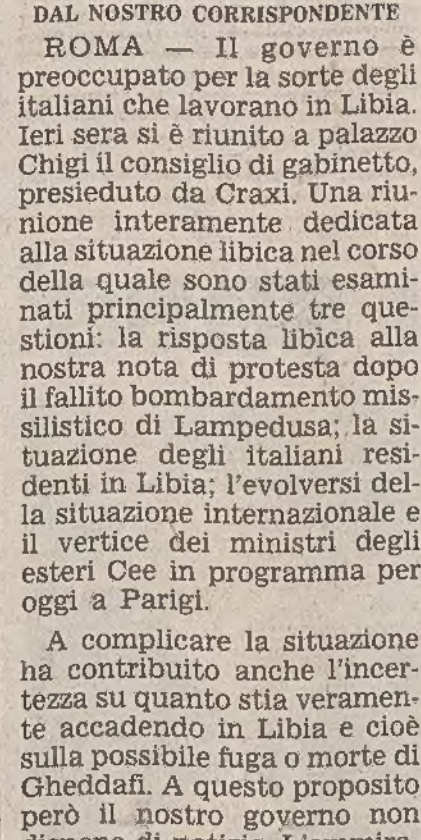 DAL NOSTRO CORRISPONDENTE
ROMA — Il governo è
preoccupato per la sorte degli
italiani che lavorano in Libia.
Ieri sera si è riunito a palazzo
Chigi il consiglio di gabinetto,
presieduto da Craxi. Una riu-
nione interamente dedicata
alla situazione libica nel corso
della quale sono stati esami-
nati principalmente tre que-
stioni: la risposta libica alla
nostra nota di protesta dopo
il fallito bombardamento mis-
silistico di Lampedusa; la si-
tuazione degli italiani resi-
denti in Libia; l'evolversi del-
la situazione internazionale e
il vertice dei ministri degli
esteri Cee in programma per
oggi a Parigi.
A complicare la situazione
ha contribuito anche l'incer-
tezza su quanto stia veramen-
te accadendo in Libia e cioè
sulla possibile fuga o morte di
Gheddafi. A questo proposito
però il nostro governo non